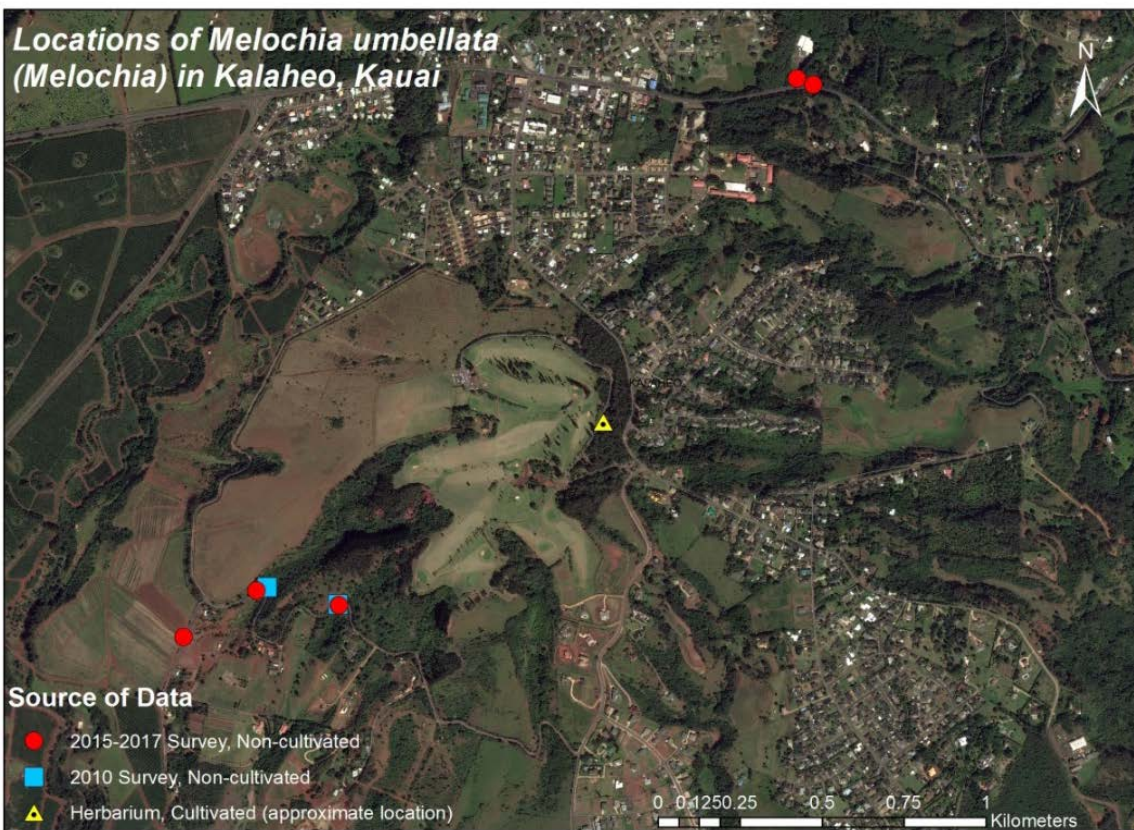 Locations of Melochia umbellata
(Melochia) in Kalaheo, Kauai
N
Source of Data
2015-2017 Survey, Non-cultivated
2010 Survey, Non-cultivated
Herbarium, Cultivated (approximate location)
0 0.1250.25 0.5 0.75 1
Kilometers